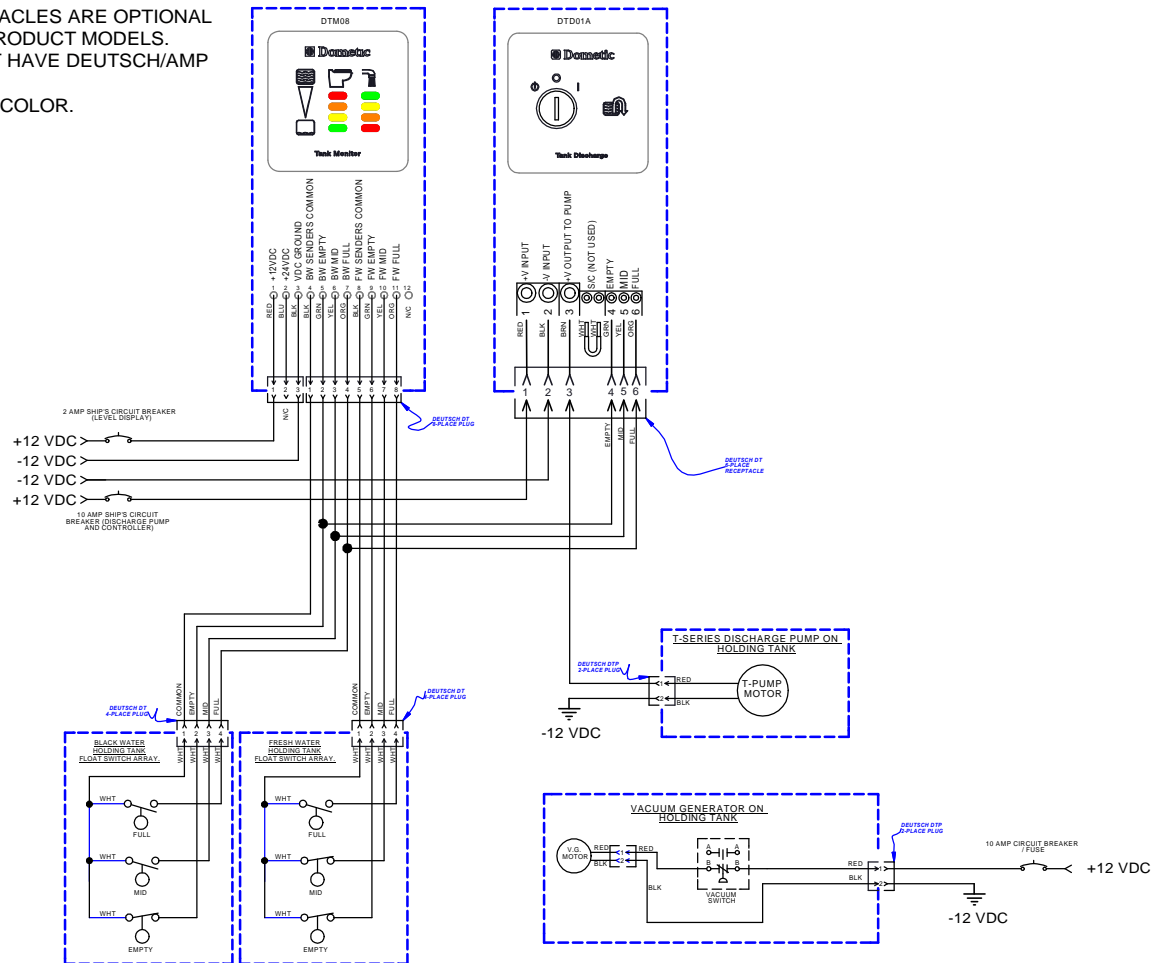 ACLES ARE OPTIONAL
RODUCT MODELS.
T HAVE DEUTSCH/AMP
COLOR.
DTM08
Dometic
Tank Monitor
+12VDC
+24VDC
VDC GROUND
BW SENDERS COMMON
BW EMPTY
BW MID
BW FULL
FW SENDERS COMMON
FW EMPTY
FW MID
FW FULL
1 2 3 4 5 6 7 8 9 10 11 12
RED
BLU
BLK
BLK
GRN
YEL
ORG
BLK
GRN
YEL
ORG
N/C
1 2 3 1 2 3 4 5 6 7 8
N/C
DEUTSCH DT
8-PLACE PLUG
DTD01A
Dometic
Tank Discharge
+V INPUT
-V INPUT
+V OUTPUT TO PUMP
S/C (NOT USED)
EMPTY
MID
FULL
1 2 3 4 5 6
RED
BLK
BRN
WHT
WHT
GRN
YEL
ORG
1 2 3 4 5 6
EMPTY
MID
FULL
DEUTSCH DT
RECEPTACLE
2 AMP SHIP'S CIRCUIT BREAKER
(LEVEL DISPLAY)
+12 VDC
-12 VDC
-12 VDC
+12 VDC
10 AMP SHIP'S CIRCUIT
BREAKER (DISCHARGE PUMP
AND CONTROLLER)
T-SERIES DISCHARGE PUMP ON
HOLDING TANK
DEUTSCH DTP
2-PLACE PLUG
1
RED
2
BLK
T-PUMP
MOTOR
-12 VDC
DEUTSCH DT
4-PLACE PLUG
COMMON
EMPTY
MID
FULL
1 2 3 4
WHT
WHT
WHT
WHT
BLACK WATER
HOLDING TANK
FLOAT SWITCH ARRAY.
WHT
FULL
WHT
MID
WHT
EMPTY
DEUTSCH DT
4-PLACE PLUG
COMMON
EMPTY
MID
FULL
1 2 3 4
WHT
WHT
WHT
WHT
FRESH WATER
HOLDING TANK
FLOAT SWITCH ARRAY.
WHT
FULL
WHT
MID
WHT
EMPTY
VACUUM GENERATOR ON
HOLDING TANK
V.G.
MOTOR
RED
1
RED
BLK
2
BLK
A A
B B
VACUUM
SWITCH
RED
1
BLK
2
DEUTSCH DTP
2-PLACE PLUG
10 AMP CIRCUIT BREAKER
/ FUSE
+12 VDC
-12 VDC